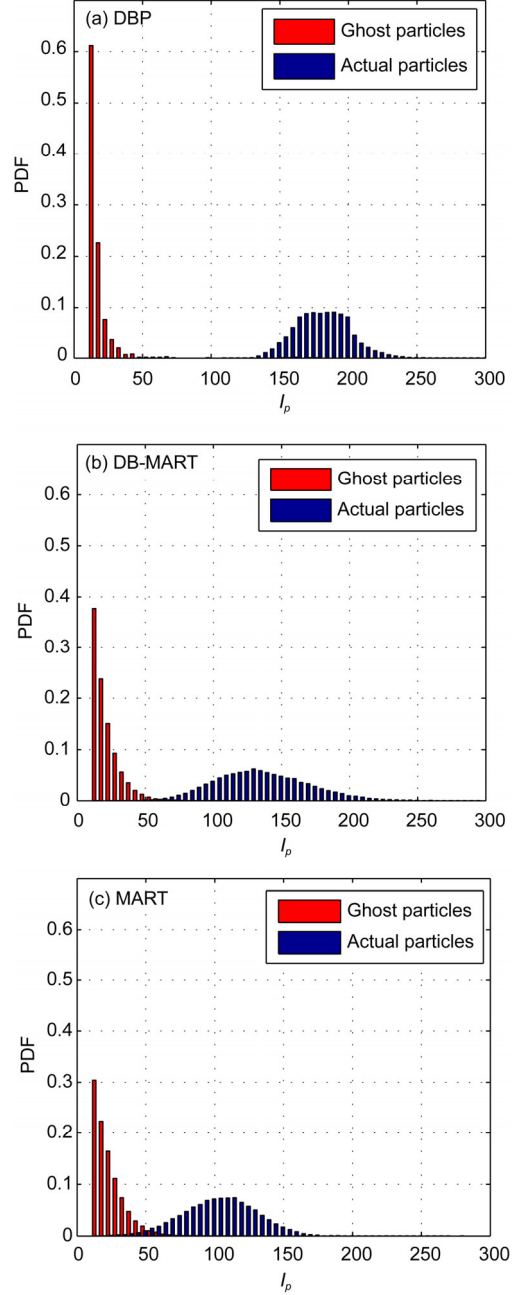 (a) DBP
Ghost particles
Actual particles
0.6
0.5
0.4
0.3
0.2
0.1
0
PDF
0 50 100 150 200 250 300
Ip
(b) DB-MART
Ghost particles
Actual particles
0.6
0.5
0.4
0.3
0.2
0.1
0
PDF
0 50 100 150 200 250 300
Ip
(c) MART
Ghost particles
Actual particles
0.6
0.5
0.4
0.3
0.2
0.1
0
PDF
0 50 100 150 200 250 300
Ip